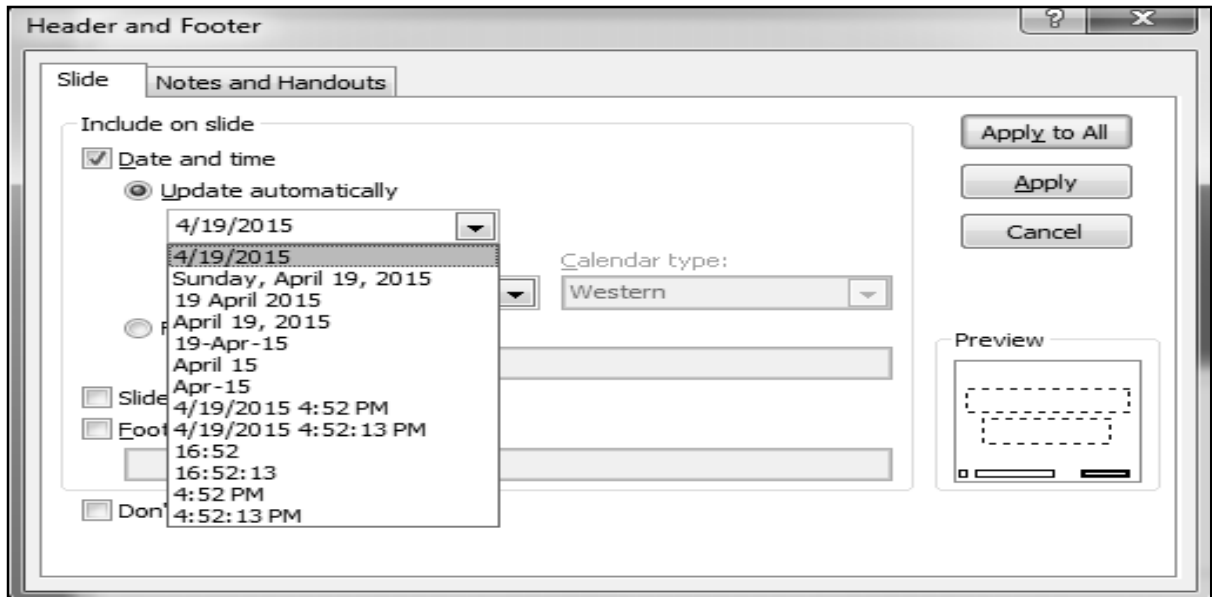 Header and Footer
Slide
Notes and Handouts
Include on slide
Date and time
Update automatically
4/19/2015
4/19/2015
Sunday, April 19, 2015
19 April 2015
April 19, 2015
19-Apr-15
April 15
Apr-15
4/19/2015 4:52 PM
4/19/2015 4:52:13 PM
16:52
16:52:13
4:52 PM
4:52:13 PM
Calendar type:
Western
Slide
Foot
Don'
Apply to All
Apply
Cancel
Preview